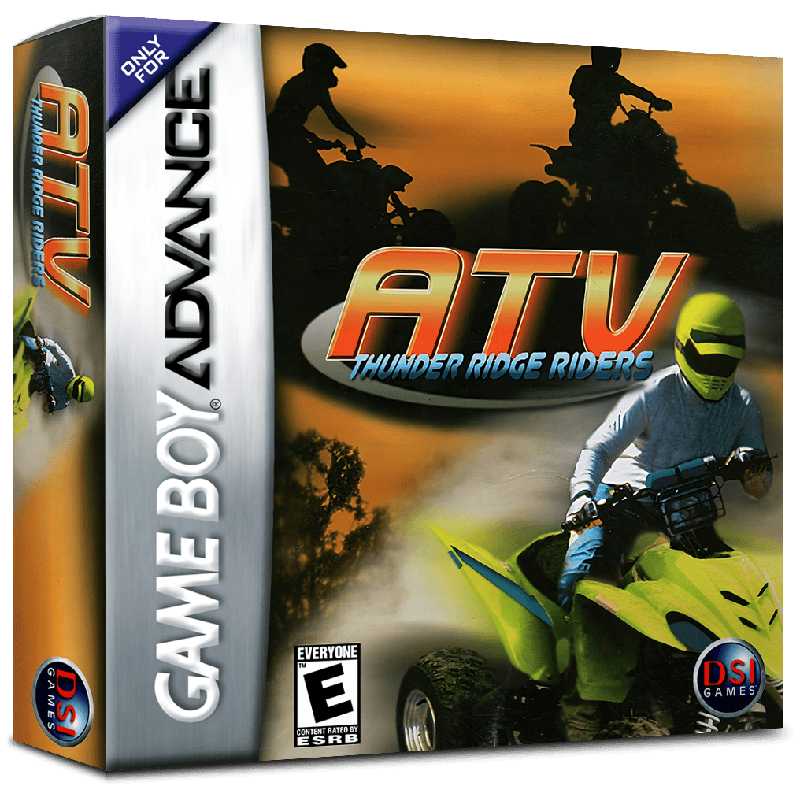 ATV
THUNDER RIDGE RIDERS
DSI
GAMES
ONLY
FOR
GAME BOY ADVANCE
®
ATV
THUNDER RIDGE RIDERS
EVERYONE
TM
E
CONTENT RATED BY
ESRB
DSI
GAMES